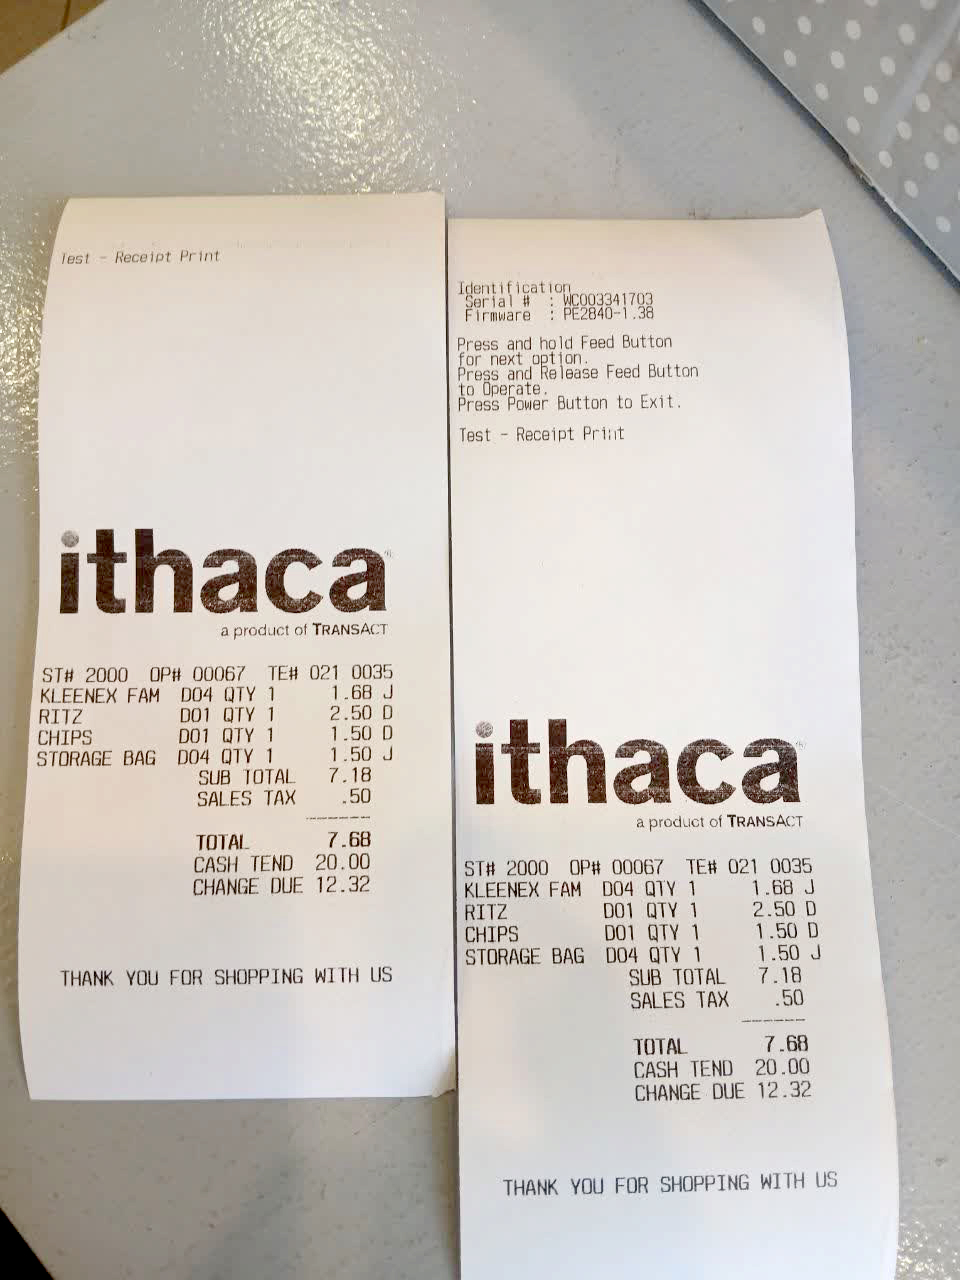 Test - Receipt Print
ithaca®
a product of TRANSACT
ST# 2000 OP# 00067 TE# 021 0035
KLEENEX FAM D04 QTY 1 1.68 J
RITZ D01 QTY 1 2.50 D
CHIPS D01 QTY 1 1.50 D
STORAGE BAG D04 QTY 1 1.50 J
SUB TOTAL 7.18
SALES TAX .50
-------
TOTAL 7.68
CASH TEND 20.00
CHANGE DUE 12.32
THANK YOU FOR SHOPPING WITH US
Identification
Serial # : WC003341703
Firmware : PE2840-1.38
Press and hold Feed Button
for next option.
Press and Release Feed Button
to Operate.
Press Power Button to Exit.
Test - Receipt Print
ithaca®
a product of TRANSACT
ST# 2000 OP# 00067 TE# 021 0035
KLEENEX FAM D04 QTY 1 1.68 J
RITZ D01 QTY 1 2.50 D
CHIPS D01 QTY 1 1.50 D
STORAGE BAG D04 QTY 1 1.50 J
SUB TOTAL 7.18
SALES TAX .50
-------
TOTAL 7.68
CASH TEND 20.00
CHANGE DUE 12.32
THANK YOU FOR SHOPPING WITH US